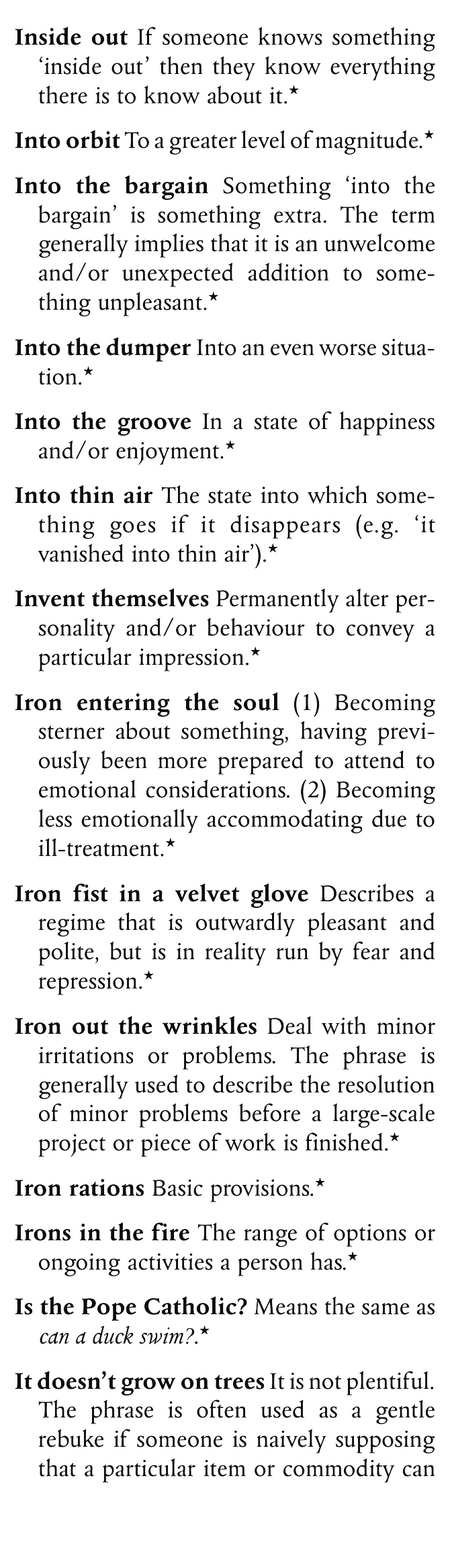 Inside out If someone knows something
‘inside out’ then they know everything
there is to know about it.★
Into orbit To a greater level of magnitude.★
Into the bargain Something ‘into the
bargain’ is something extra. The term
generally implies that it is an unwelcome
and/or unexpected addition to some-
thing unpleasant.★
Into the dumper Into an even worse situa-
tion.★
Into the groove In a state of happiness
and/or enjoyment.★
Into thin air The state into which some-
thing goes if it disappears (e.g. ‘it
vanished into thin air’).★
Invent themselves Permanently alter per-
sonality and/or behaviour to convey a
particular impression.★
Iron entering the soul (1) Becoming
sterner about something, having previ-
ously been more prepared to attend to
emotional considerations. (2) Becoming
less emotionally accommodating due to
ill-treatment.★
Iron fist in a velvet glove Describes a
regime that is outwardly pleasant and
polite, but is in reality run by fear and
repression.★
Iron out the wrinkles Deal with minor
irritations or problems. The phrase is
generally used to describe the resolution
of minor problems before a large-scale
project or piece of work is finished.★
Iron rations Basic provisions.★
Irons in the fire The range of options or
ongoing activities a person has.★
Is the Pope Catholic? Means the same as
can a duck swim?.★
It doesn’t grow on trees It is not plentiful.
The phrase is often used as a gentle
rebuke if someone is naively supposing
that a particular item or commodity can